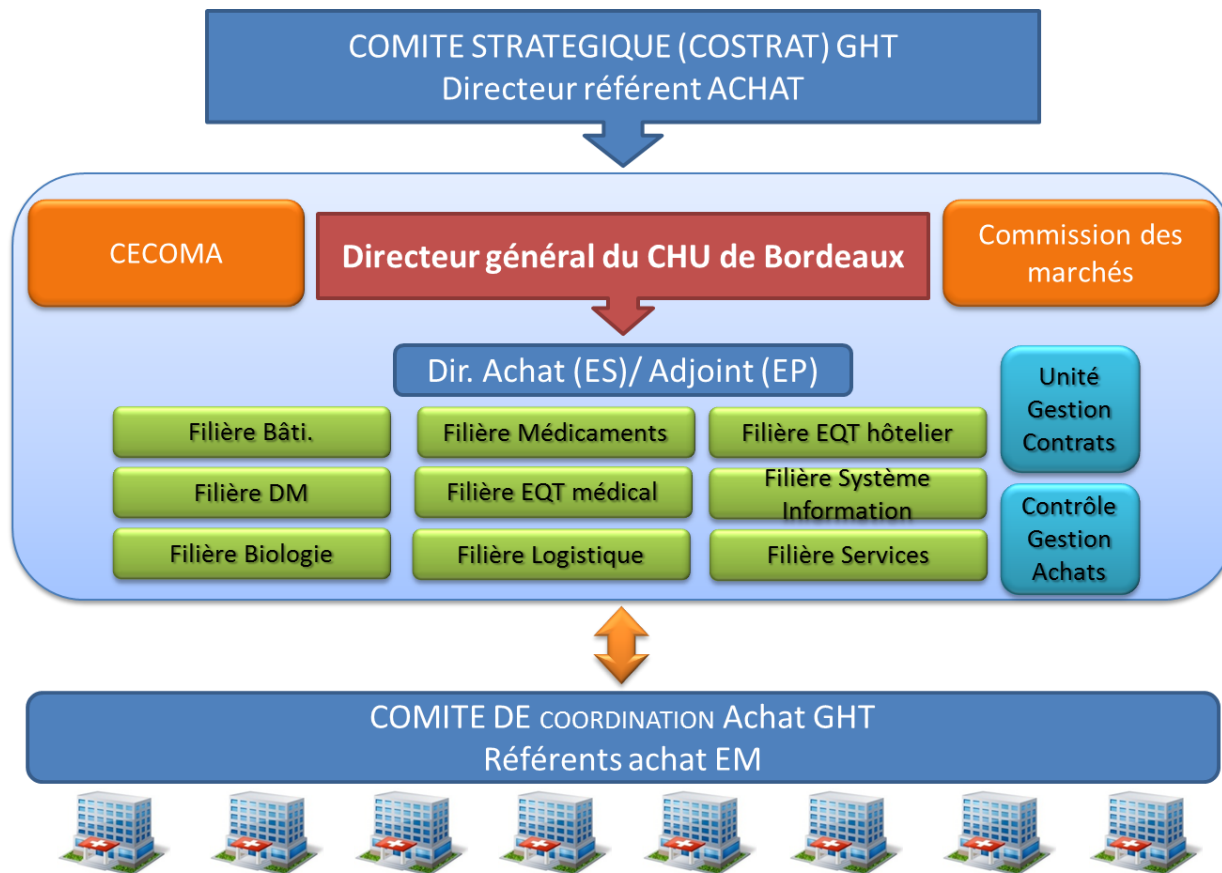 COMITE STRATEGIQUE (COSTRAT) GHT
Directeur référent ACHAT
CECOMA
Directeur général du CHU de Bordeaux
Commission des
marchés
Dir. Achat (ES)/ Adjoint (EP)
Filière Bâti.
Filière Médicaments
Filière EQT hôtelier
Filière DM
Filière EQT médical
Filière Système
Information
Filière Biologie
Filière Logistique
Filière Services
Unité
Gestion
Contrats
Contrôle
Gestion
Achats
COMITE DE COORDINATION Achat GHT
Référents achat EM